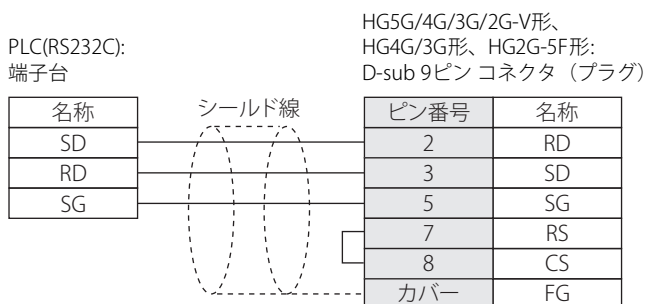 HG5G/4G/3G/2G-V形、
PLC(RS232C): HG4G/3G形、HG2G-5F形:
端子台 D-sub 9ピン コネクタ（プラグ）
名称 シールド線 ピン番号 名称
SD 2 RD
RD 3 SD
SG 5 SG
7 RS
8 CS
カバー FG